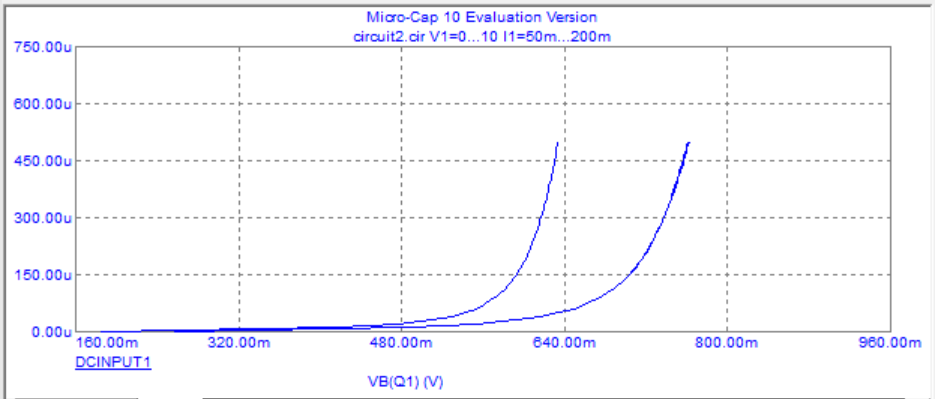 Micro-Cap 10 Evaluation Version
circuit2.cir V1=0...10 I1=50m...200m
750.00u
600.00u
450.00u
300.00u
150.00u
0.00u
160.00m 320.00m 480.00m 640.00m 800.00m 960.00m
DCINPUT1
VB(Q1) (V)